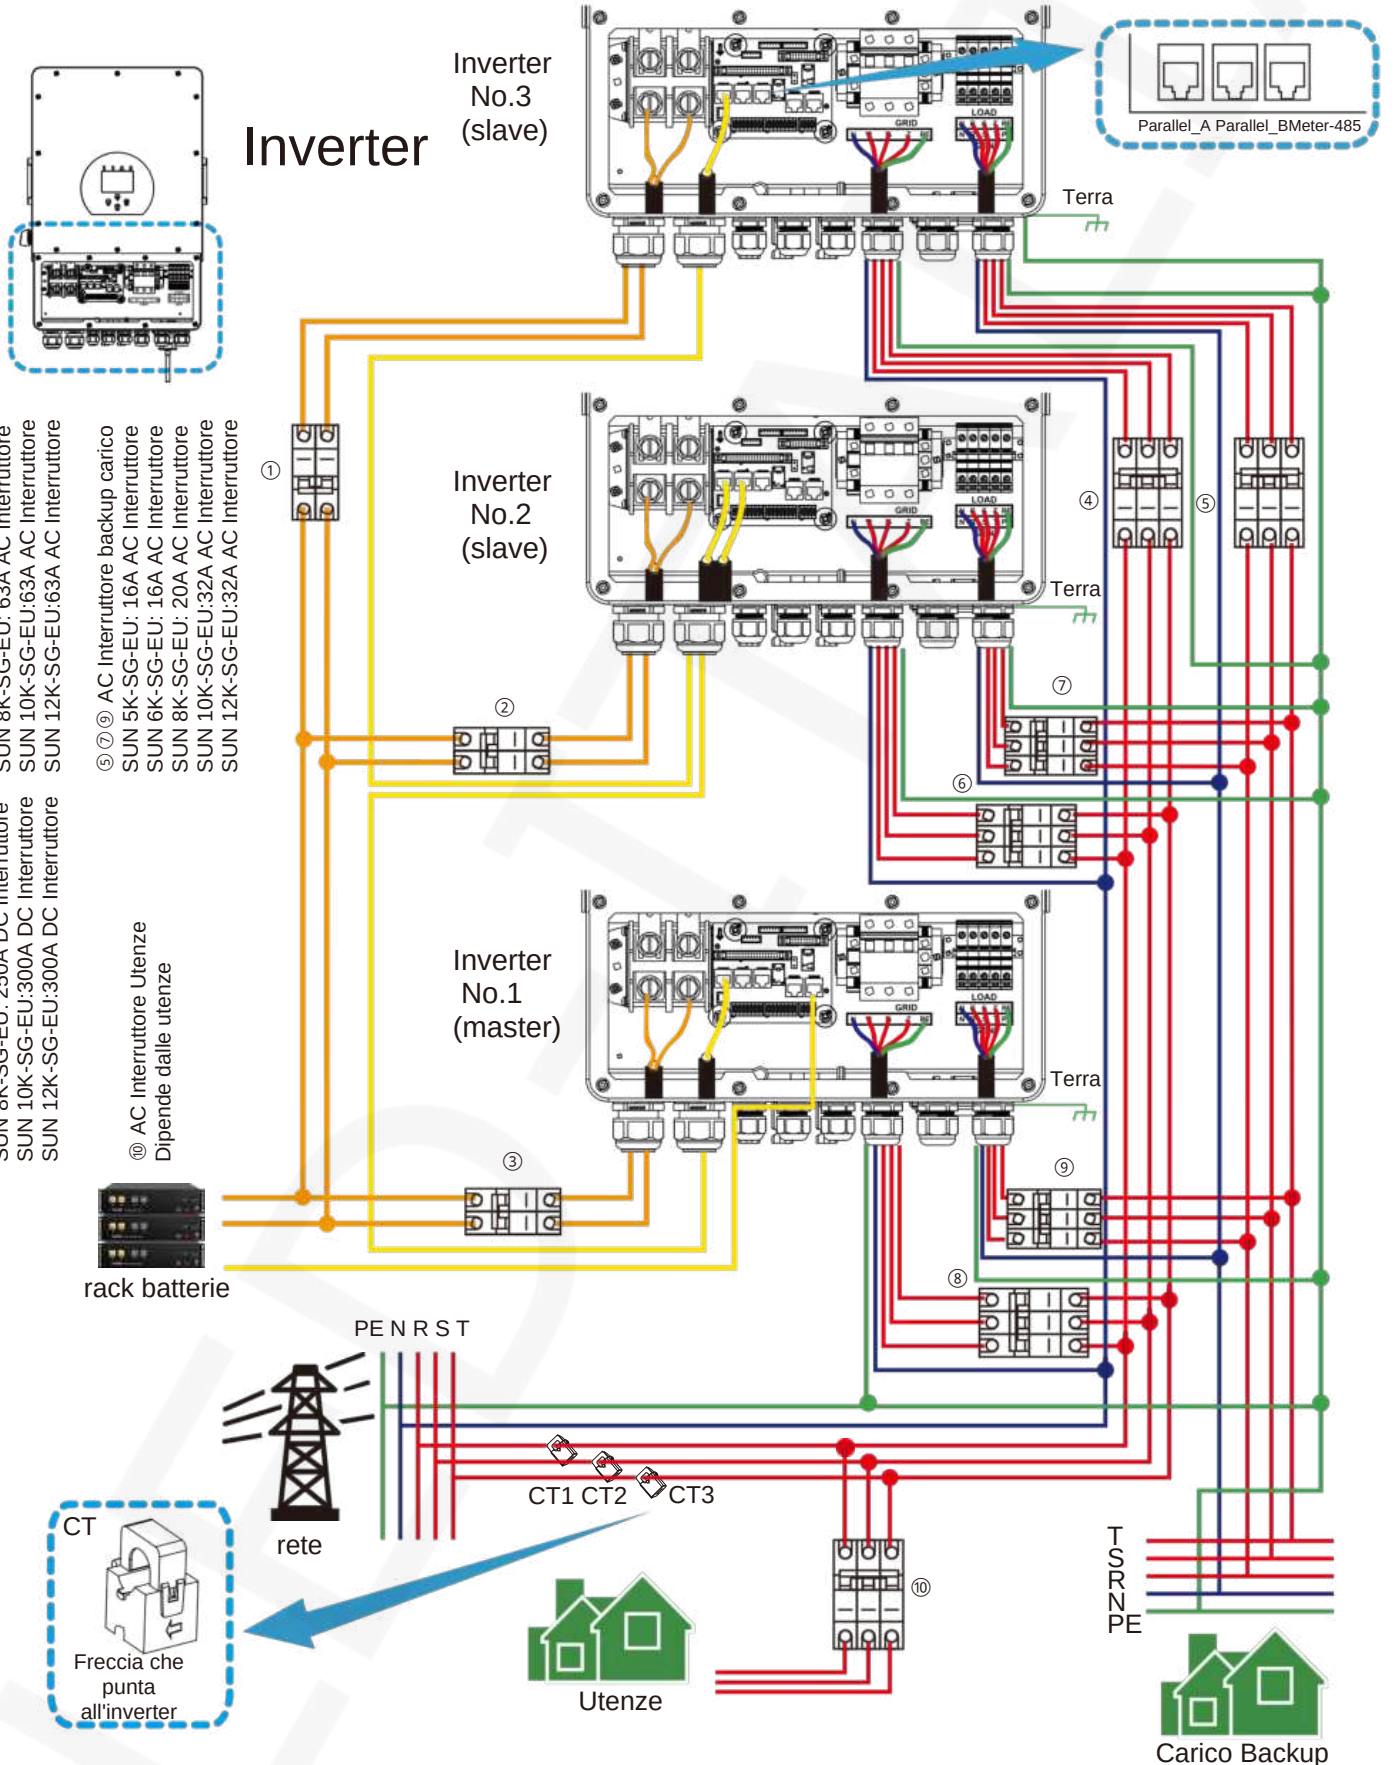 Inverter
Inverter
No.3
(slave)
GRID
LOAD
Parallel_A Parallel_BMeter-485
Terra
Inverter
No.2
(slave)
GRID
LOAD
Terra
Inverter
No.1
(master)
GRID
LOAD
Terra
①
②
③
④
⑤
⑥
⑦
⑧
⑨
⑩
SUN 8K-SG-EU: 63A AC Interruttore
SUN 10K-SG-EU:63A AC Interruttore
SUN 12K-SG-EU:63A AC Interruttore
⑤⑦⑨ AC Interruttore backup carico
SUN 5K-SG-EU: 16A AC Interruttore
SUN 6K-SG-EU: 16A AC Interruttore
SUN 8K-SG-EU: 20A AC Interruttore
SUN 10K-SG-EU:32A AC Interruttore
SUN 12K-SG-EU:32A AC Interruttore
SUN 8K-SG-EU: 250A DC Interruttore
SUN 10K-SG-EU:300A DC Interruttore
SUN 12K-SG-EU:300A DC Interruttore
⑩ AC Interruttore Utenze
Dipende dalle utenze
rack batterie
PE N R S T
rete
CT1 CT2 CT3
CT
Freccia che
punta
all'inverter
Utenze
T
S
R
N
PE
Carico Backup